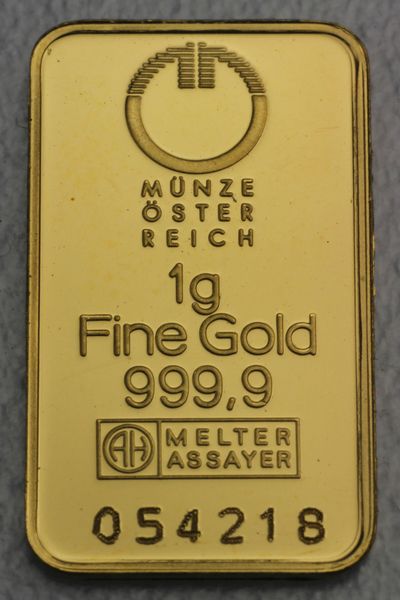 MÜNZE
ÖSTER
REICH
1g
Fine Gold
999,9
AH MELTER
ASSAYER
054218